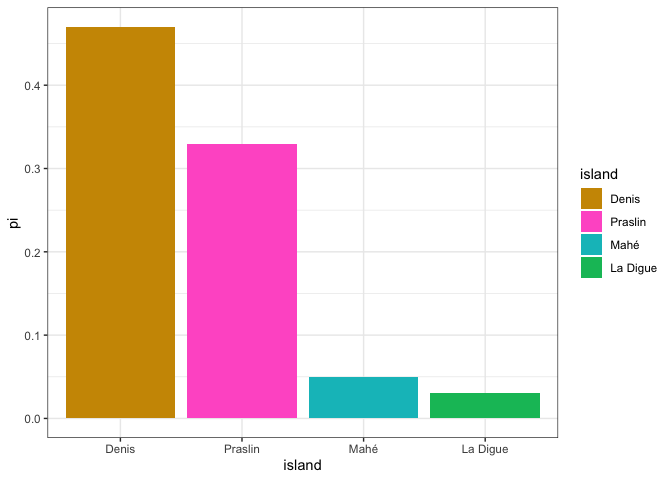 pi
0.4
0.3
0.2
0.1
0.0
Denis
Praslin
Mahé
La Digue
island
island
Denis
Praslin
Mahé
La Digue